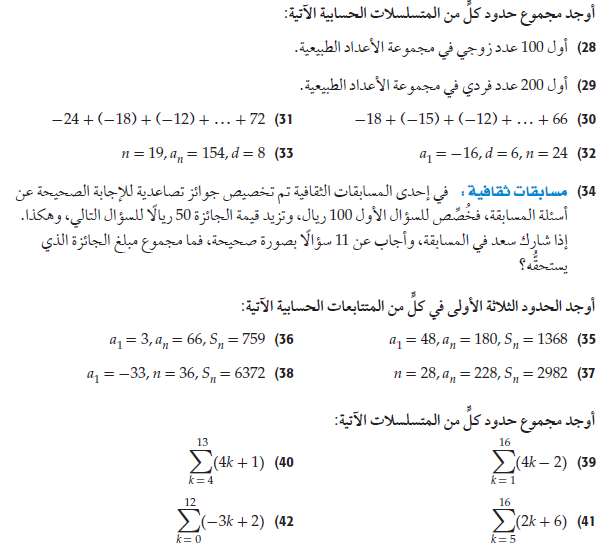 أوجد مجموع حدود كلٍّ من المتسلسلات الحسابية الآتية:
28) أول 100 عدد زوجي في مجموعة الأعداد الطبيعية.
29) أول 200 عدد فردي في مجموعة الأعداد الطبيعية.
30) −18 + (−15) + (−12) + … + 66
31) −24 + (−18) + (−12) + … + 72
32) a₁ = −16, d = 6, n = 24
33) n = 19, aₙ = 154, d = 8
34) مسابقات ثقافية: في إحدى المسابقات الثقافية تم تخصيص جوائز تصاعدية للإجابة الصحيحة عن
أسئلة المسابقة، فخُصِّص للسؤال الأول 100 ريال، وتزيد قيمة الجائزة 50 ريالًا للسؤال التالي، وهكذا.
إذا شارك سعد في المسابقة، وأجاب عن 11 سؤالًا بصورة صحيحة، فما مجموع مبلغ الجائزة الذي
يستحقُّه؟
أوجد الحدود الثلاثة الأولى في كلٍّ من المتتابعات الحسابية الآتية:
35) a₁ = 48, aₙ = 180, Sₙ = 1368
36) a₁ = 3, aₙ = 66, Sₙ = 759
37) n = 28, aₙ = 228, Sₙ = 2982
38) a₁ = −33, n = 36, Sₙ = 6372
أوجد مجموع حدود كلٍّ من المتسلسلات الآتية:
39) 16 ∑ k = 1 (4k − 2)
40) 13 ∑ k = 4 (4k + 1)
41) 16 ∑ k = 5 (2k + 6)
42) 12 ∑ k = 0 (−3k + 2)